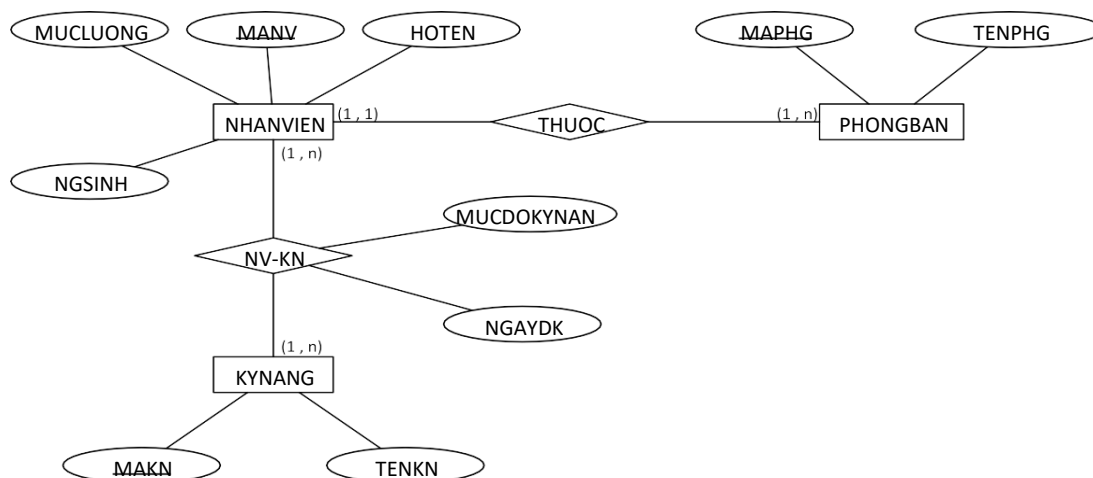 MUCLUONG
MANV
HOTEN
MAPHG
TENPHG
NHANVIEN
(1 , 1)
THUOC
(1 , n)
PHONGBAN
(1 , n)
NGSINH
MUCDOKYNAN
NV-KN
NGAYDK
(1 , n)
KYNANG
MAKN
TENKN